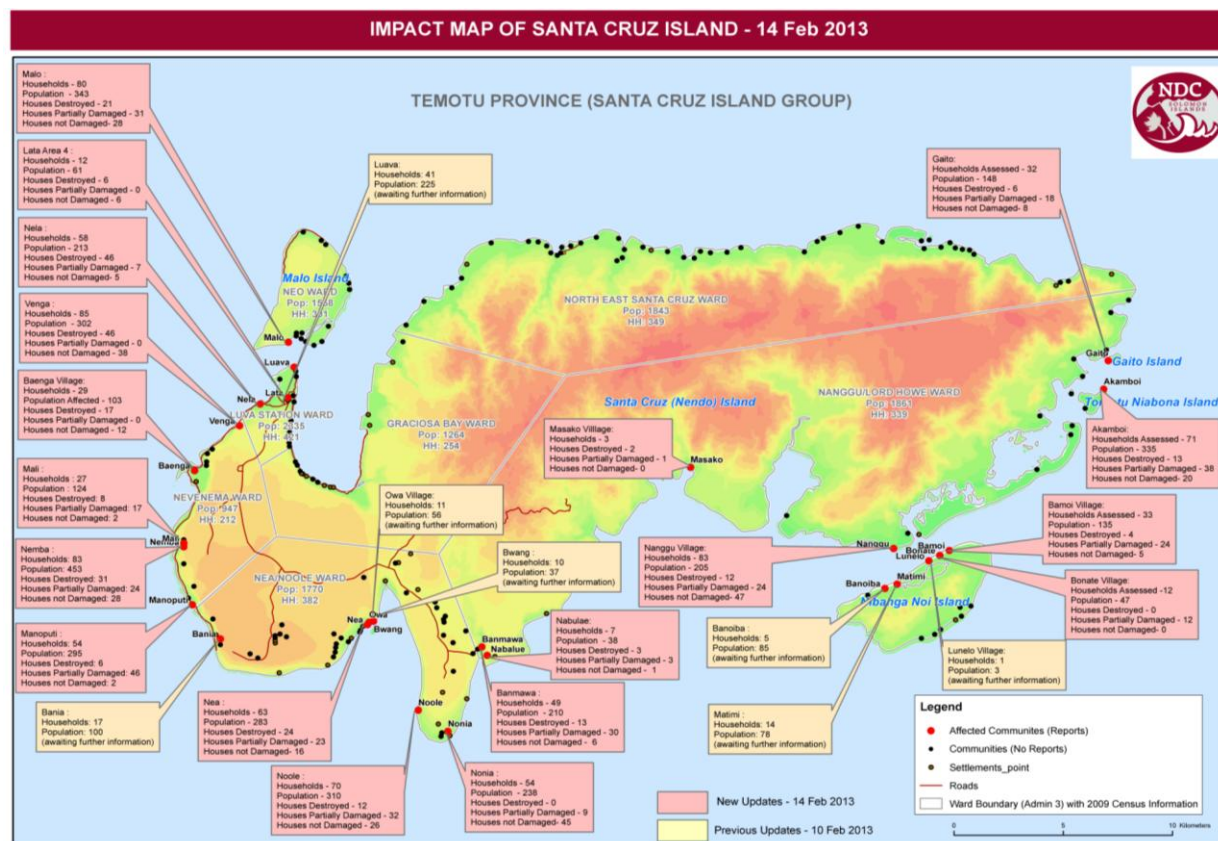 IMPACT MAP OF SANTA CRUZ ISLAND - 14 Feb 2013
TEMOTU PROVINCE (SANTA CRUZ ISLAND GROUP)
NDC
SOLOMON
ISLANDS
Malo :
Households - 80
Population - 343
Houses Destroyed - 21
Houses Partially Damaged - 31
Houses not Damaged- 28
Lata Area 4 :
Households - 12
Population - 61
Houses Destroyed - 6
Houses Partially Damaged - 0
Houses not Damaged - 6
Nela :
Households - 58
Population - 213
Houses Destroyed - 46
Houses Partially Damaged - 7
Houses not Damaged- 5
Venga :
Households - 85
Population - 302
Houses Destroyed - 46
Houses Partially Damaged - 0
Houses not Damaged - 38
Baenga Village:
Households - 29
Population Affected - 103
Houses Destroyed - 17
Houses Partially Damaged - 0
Houses not Damaged - 12
Mali :
Households : 27
Population : 124
Houses Destroyed: 8
Houses Partially Damaged: 17
Houses not Damaged: 2
Nemba :
Households: 83
Population : 453
Houses Destroyed: 31
Houses Partially Damaged: 24
Houses not Damaged: 28
Manoputi :
Households: 54
Population: 295
Houses Destroyed: 6
Houses Partially Damaged: 46
Houses not Damaged: 2
Bania:
Households: 17
Population: 100
(awaiting further information)
Luava:
Households: 41
Population: 225
(awaiting further information)
Gaito:
Households Assessed - 32
Population - 148
Houses Destroyed - 6
Houses Partially Damaged - 18
Houses not Damaged- 8
Malo Island
NEO WARD
HH: 331
NORTH EAST SANTA CRUZ WARD
Pop: 1843
HH: 349
Malo
Luava
Lata
Nela
Venga
LUVA STATION WARD
HH: 421
GRACIOSA BAY WARD
Pop: 1264
HH: 254
Santa Cruz (Nendo) Island
NANGGU/LORD HOWE WARD
Pop: 1861
HH: 339
Gaito
Gaito Island
Akamboi
Niabona Island
Akamboi:
Households Assessed - 71
Population - 335
Houses Destroyed - 13
Houses Partially Damaged - 38
Houses not Damaged - 20
Masako Villlage:
Households - 3
Houses Destroyed - 2
Houses Partially Damaged - 1
Houses not Damaged- 0
Masako
Baenga
NEVENEMA WARD
Pop: 947
HH: 212
Mali
Nemba
Owa Village:
Households: 11
Population: 56
(awaiting further information)
Bwang:
Households: 10
Population: 37
(awaiting further information)
Nanggu Village:
Households - 83
Population - 205
Houses Destroyed - 12
Houses Partially Damaged - 24
Houses not Damaged- 47
Nanggu
Bamoi
Bonate
Lunelo
Bamoi Village:
Households Assessed - 33
Population - 135
Houses Destroyed - 4
Houses Partially Damaged - 24
Houses not Damaged- 5
Bonate Village:
Households Assessed -12
Population - 47
Houses Destroyed - 0
Houses Partially Damaged - 12
Houses not Damaged- 0
Manoputi
NEA/NOOLE WARD
Pop: 1770
HH: 382
Bania
Nea
Owa
Bwang
Banoiba
Matimi
Noi Island
Banoiba:
Households: 5
Population: 85
(awaiting further information)
Lunelo Village:
Households: 1
Population: 3
(awaiting further information)
Matimi:
Households: 14
Population: 78
(awaiting further information)
Nabulae:
Households - 7
Population - 38
Houses Destroyed - 3
Houses Partially Damaged - 3
Houses not Damaged - 1
Banmawa
Nabalue
Banmawa :
Households - 49
Population - 210
Houses Destroyed - 13
Houses Partially Damaged - 30
Houses not Damaged - 6
Nea :
Households - 63
Population - 283
Houses Destroyed - 24
Houses Partially Damaged - 23
Houses not Damaged - 16
Noole
Nonia
Noole :
Households - 70
Population - 310
Houses Destroyed - 12
Houses Partially Damaged - 32
Houses not Damaged - 26
Nonia :
Households - 54
Population - 238
Houses Destroyed - 0
Houses Partially Damaged - 9
Houses not Damaged- 45
New Updates - 14 Feb 2013
Previous Updates - 10 Feb 2013
Legend
Affected Communites (Reports)
Communities (No Reports)
Settlements_point
Roads
Ward Boundary (Admin 3) with 2009 Census Information
0 5 10 Kilometers